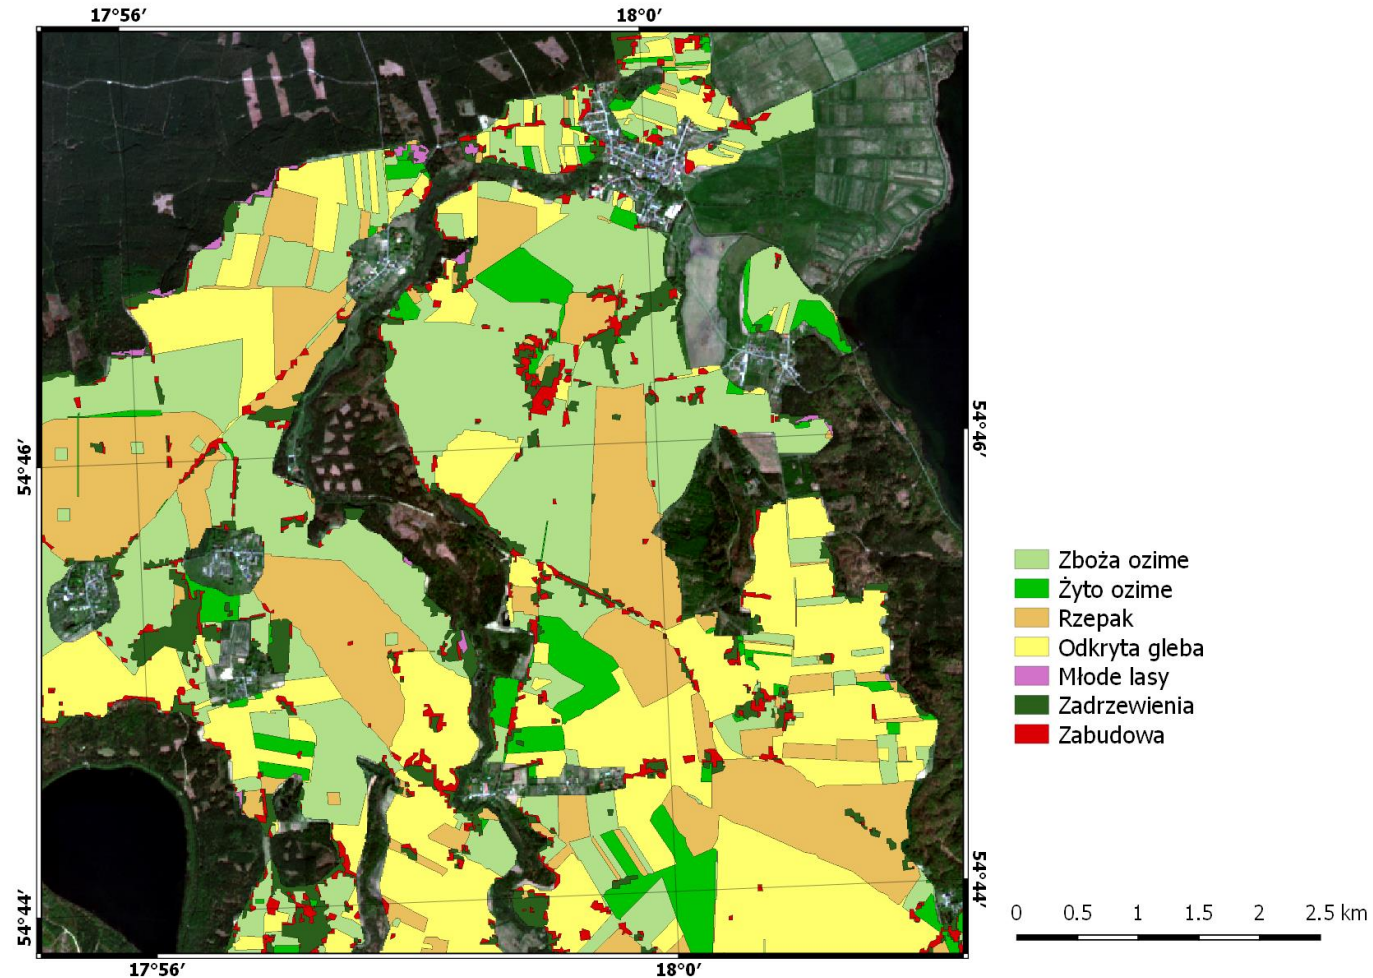 17°56′ 18°0′
54°46′ 54°46′
Zboża ozime
Żyto ozime
Rzepak
Odkryta gleba
Młode lasy
Zadrzewienia
Zabudowa
54°44′ 54°44′
0 0.5 1 1.5 2 2.5 km
17°56′ 18°0′